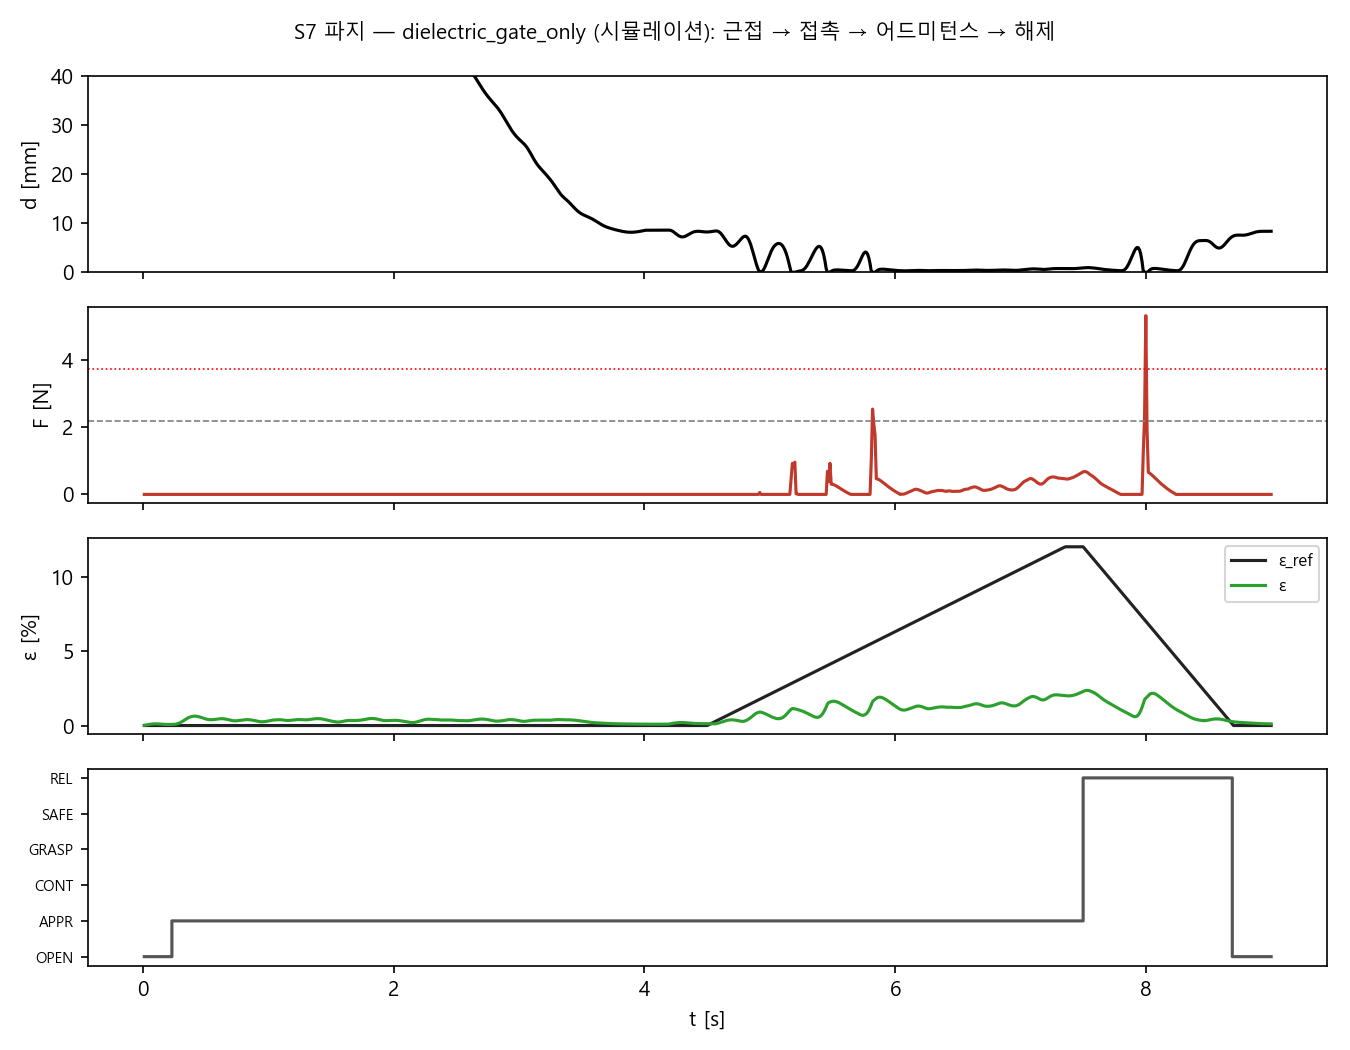 S7 파지 — dielectric_gate_only (시뮬레이션): 근접 → 접촉 → 어드미턴스 → 해제
40
30
20
10
0
d [mm]
4
2
0
F [N]
10
5
0
ε [%]
ε_ref
ε
REL
SAFE
GRASP
CONT
APPR
OPEN
0 2 4 6 8
t [s]